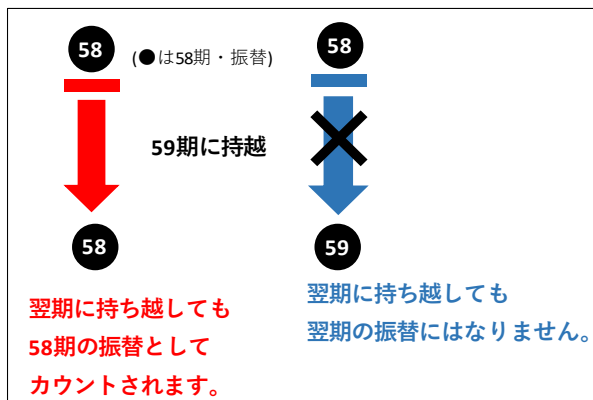 58
(●は58期・振替)
58
59期に持越
58
59
翌期に持ち越しても
58期の振替として
カウントされます。
翌期に持ち越しても
翌期の振替にはなりません。